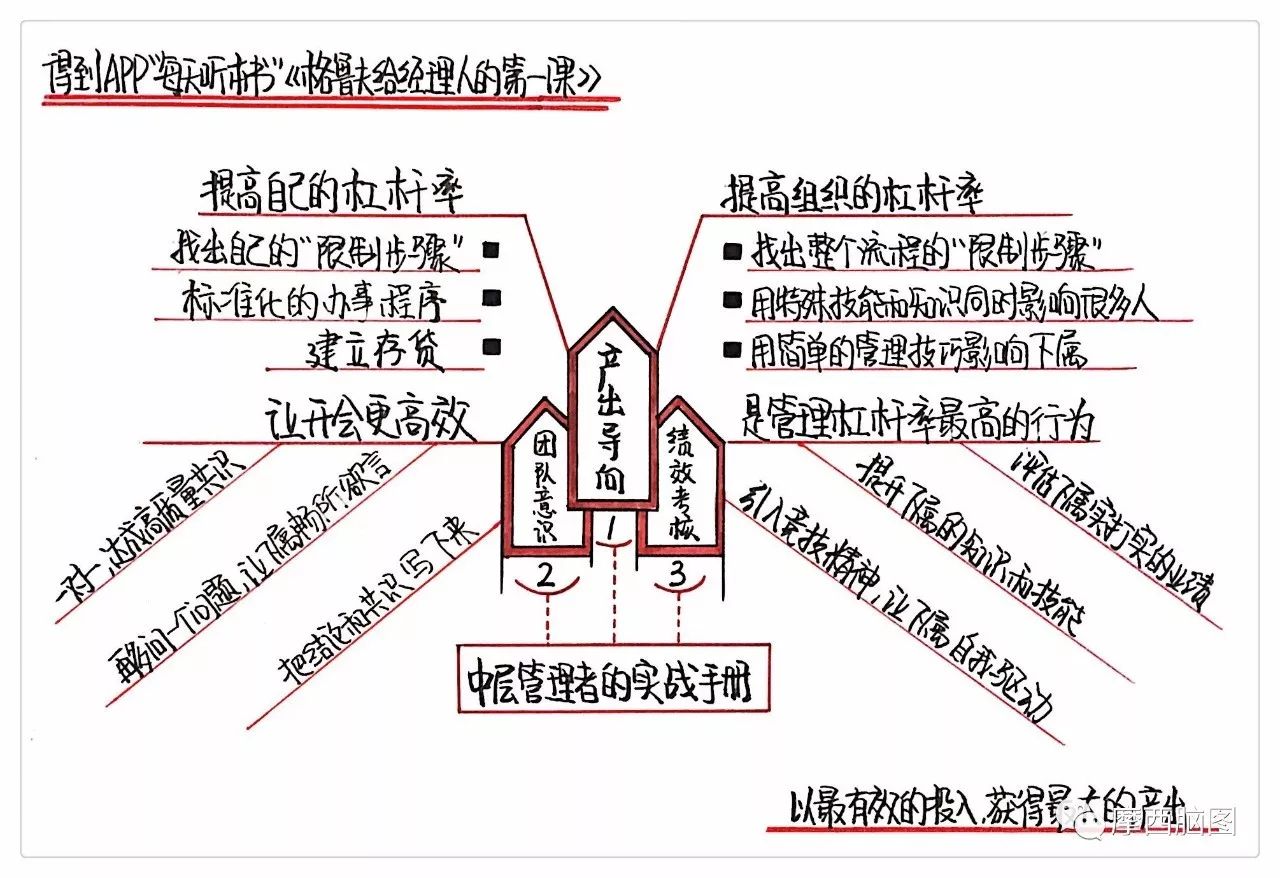 得到APP“每天听本书”《格鲁夫给经理人的第一课》
提高自己的杠杆率
找出自己的“限制步骤”
标准化的办事程序
建立存货
提高组织的杠杆率
找出整个流程的“限制步骤”
用特殊技能和知识同时影响很多人
用简单的管理技巧影响下属
产出导向
1
让开会更高效
一对一,达成高质量共识
再多问一个问题,让下属畅所欲言
把结论和共识写下来
团队意识
2
绩效考核
3
是管理杠杆率最高的行为
评估下属实打实的业绩
提升下属的知识和技能
引入竞技精神,让下属自我驱动
中层管理者的实战手册
以最有效的投入,获得最大的产出
摩西脑图